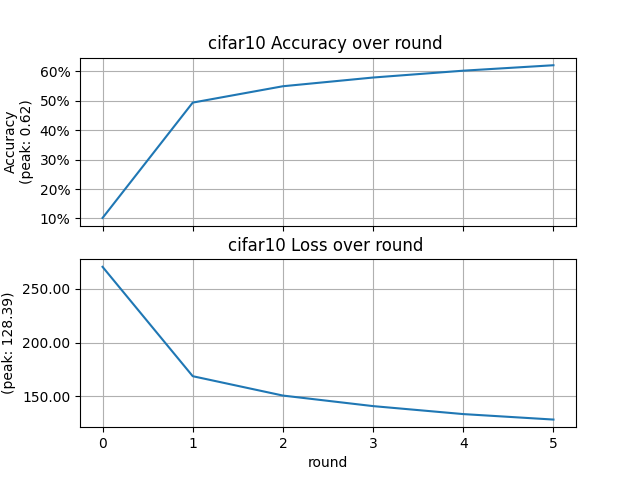 cifar10 Accuracy over round
60%
50%
40%
30%
20%
10%
Accuracy
(peak: 0.62)
cifar10 Loss over round
250.00
200.00
150.00
(peak: 128.39)
0 1 2 3 4 5
round